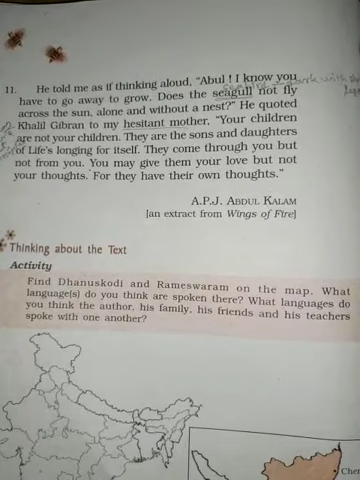 11. He told me as if thinking aloud, “Abul ! I know you
have to go away to grow. Does the seagull not fly
across the sun, alone and without a nest?” He quoted
Khalil Gibran to my hesitant mother, “Your children
are not your children. They are the sons and daughters
of Life’s longing for itself. They come through you but
not from you. You may give them your love but not
your thoughts. For they have their own thoughts.”
A.P.J. ABDUL KALAM
[an extract from Wings of Fire]
Thinking about the Text
Activity
Find Dhanuskodi and Rameswaram on the map. What
language(s) do you think are spoken there? What languages do
you think the author, his family, his friends and his teachers
spoke with one another?